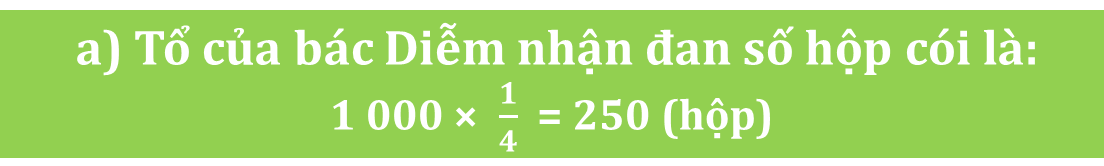 a) Tổ của bác Diễm nhận đan số hộp cói là:
1 000 × 1/4 = 250 (hộp)